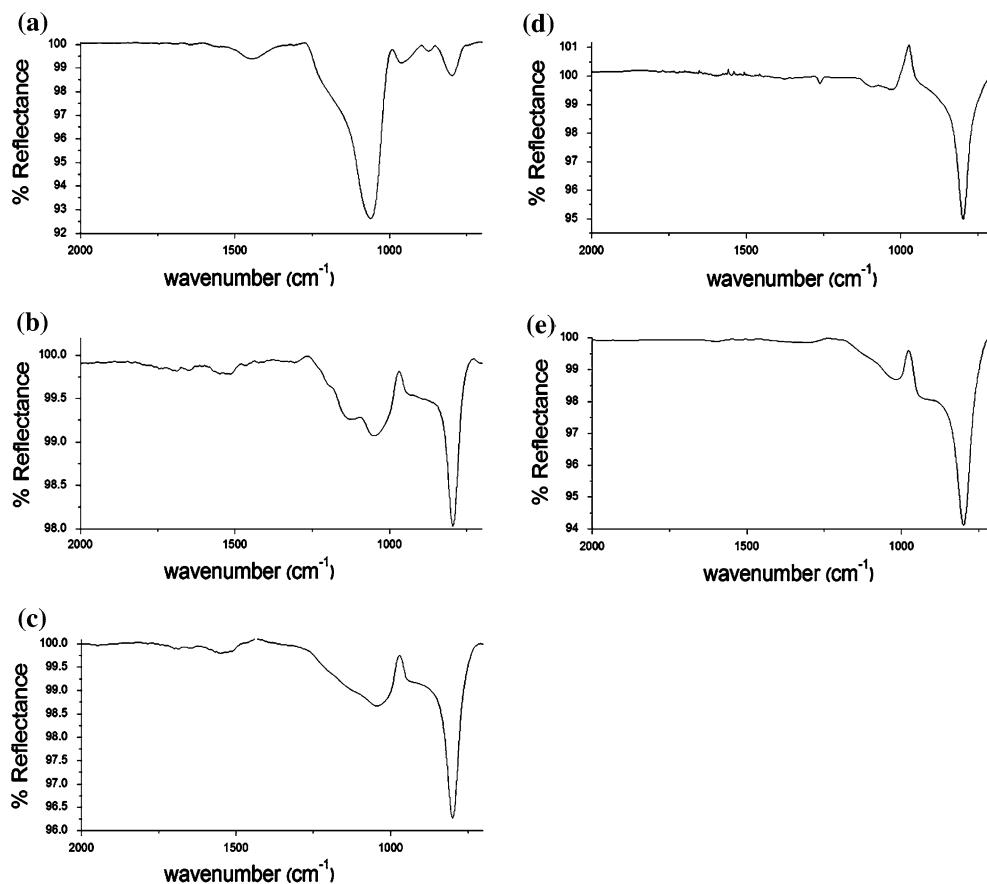 (a)
% Reflectance
100
99
98
97
96
95
94
93
92
2000 1500 1000
wavenumber (cm⁻¹)
(b)
% Reflectance
100.0
99.5
99.0
98.5
98.0
2000 1500 1000
wavenumber (cm⁻¹)
(c)
% Reflectance
100.0
99.5
99.0
98.5
98.0
97.5
97.0
96.5
96.0
2000 1500 1000
wavenumber (cm⁻¹)
(d)
% Reflectance
101
100
99
98
97
96
95
2000 1500 1000
wavenumber (cm⁻¹)
(e)
% Reflectance
100
99
98
97
96
95
94
2000 1500 1000
wavenumber (cm⁻¹)